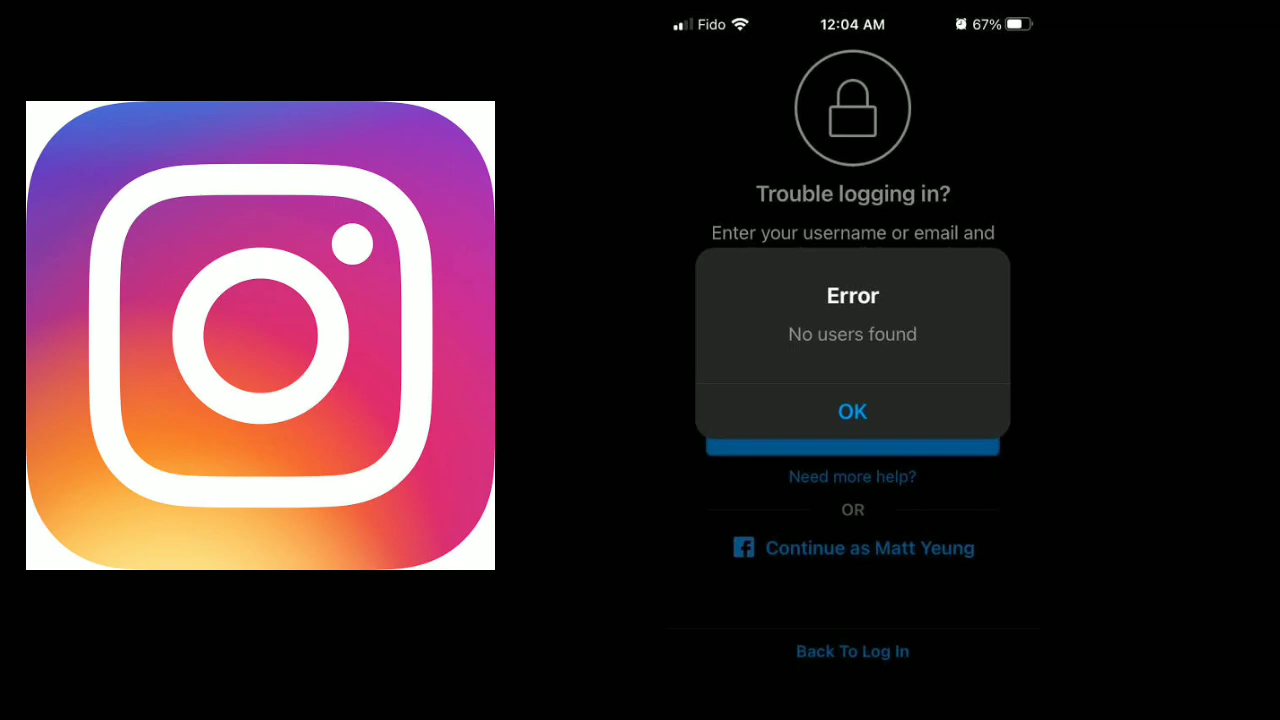 Fido
12:04 AM
67%
Trouble logging in?
Enter your username or email and
Error
No users found
OK
Need more help?
OR
Continue as Matt Yeung
Back To Log In